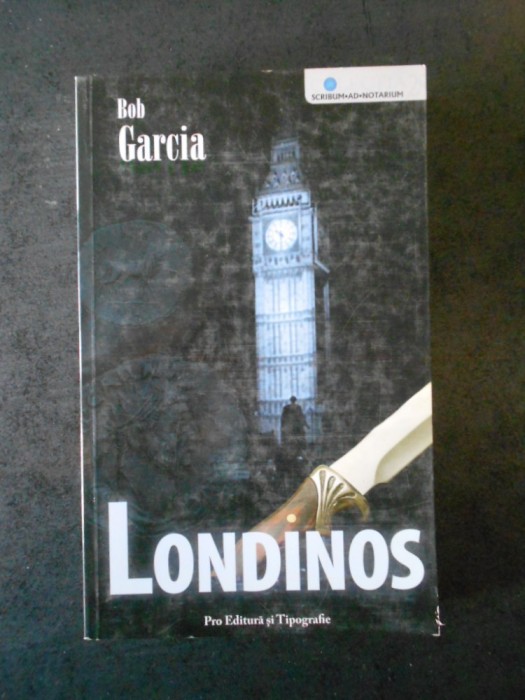 SCRIBUM•AD•NOTARIUM
Bob
Garcia
LONDINOS
Pro Editură și Tipografie